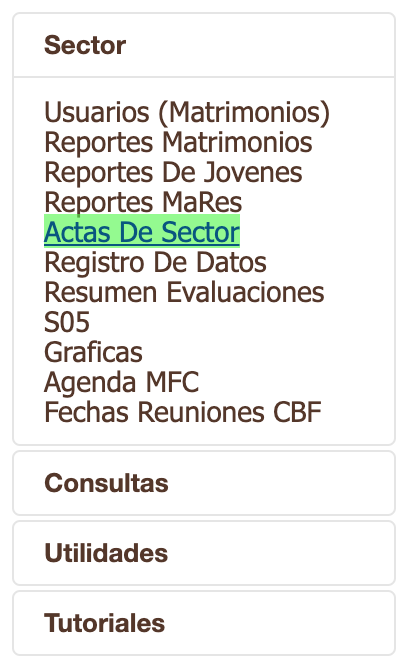 Sector
Usuarios (Matrimonios)
Reportes Matrimonios
Reportes De Jovenes
Reportes MaRes
Actas De Sector
Registro De Datos
Resumen Evaluaciones
S05
Graficas
Agenda MFC
Fechas Reuniones CBF
Consultas
Utilidades
Tutoriales